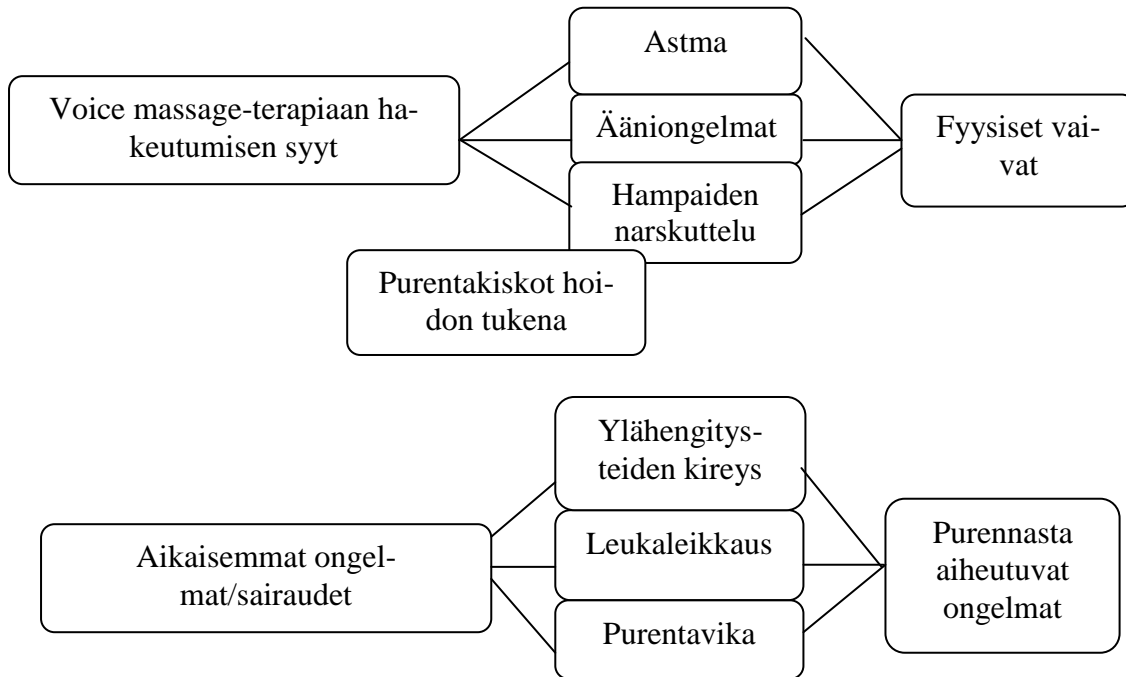 Voice massage-terapiaan ha-
keutumisen syyt
Astma
Ääniongelmat
Hampaiden
narskuttelu
Fyysiset vai-
vat
Purentakiskot hoi-
don tukena
Aikaisemmat ongel-
mat/sairaudet
Ylähengitys-
teiden kireys
Leukaleikkaus
Purentavika
Purennasta
aiheutuvat
ongelmat